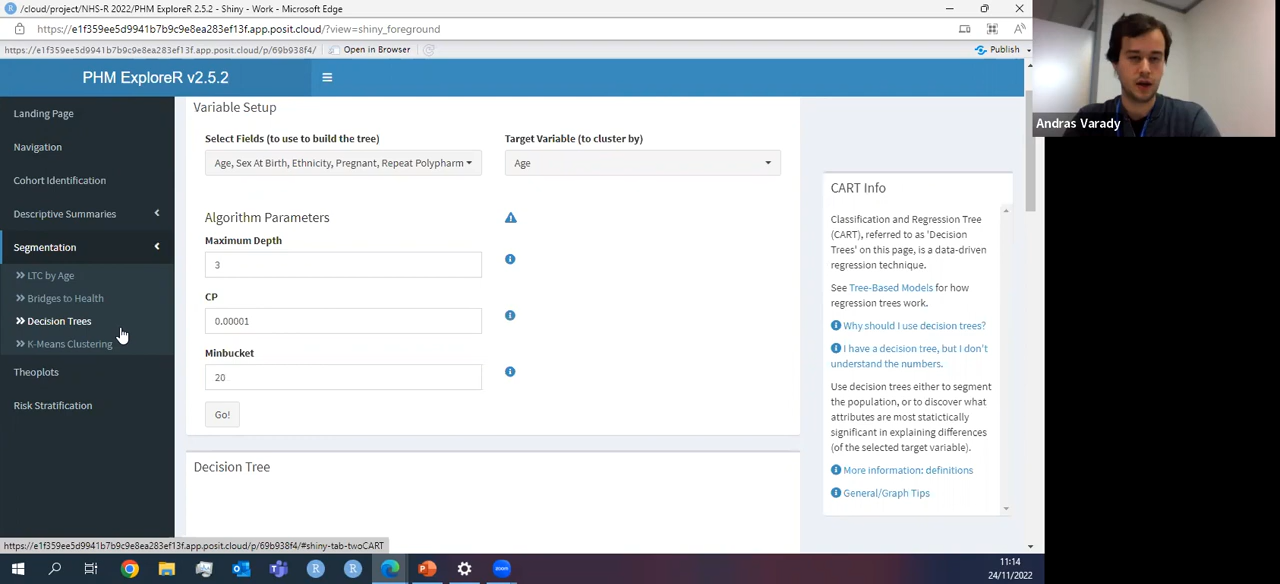 /cloud/project/NHS-R 2022/PHM ExploreR 2.5.2 - Shiny - Work - Microsoft Edge
https://e1f359ee5d9941b7b9c9e8ea283ef13f.app.posit.cloud/?view=shiny_foreground
https://e1f359ee5d9941b7b9c9e8ea283ef13f.app.posit.cloud/p/69b938f4/
Open in Browser
Publish
PHM ExploreR v2.5.2
Landing Page
Navigation
Cohort Identification
Descriptive Summaries
Segmentation
LTC by Age
Bridges to Health
Decision Trees
K-Means Clustering
Theoplots
Risk Stratification
Variable Setup
Select Fields (to use to build the tree)
Age, Sex At Birth, Ethnicity, Pregnant, Repeat Polypharm
Target Variable (to cluster by)
Age
Algorithm Parameters
Maximum Depth
3
CP
0.00001
Minbucket
20
Go!
Decision Tree
CART Info
Classification and Regression Tree
(CART), referred to as 'Decision
Trees' on this page, is a data-driven
regression technique.
See Tree-Based Models for how
regression trees work.
Why should I use decision trees?
I have a decision tree, but I don't
understand the numbers.
Use decision trees either to segment
the population, or to discover what
attributes are most statictically
significant in explaining differences
(of the selected target variable).
More information: definitions
General/Graph Tips
Andras Varady
https://e1f359ee5d9941b7b9c9e8ea283ef13f.app.posit.cloud/p/69b938f4/#shiny-tab-twoCART
zoom
11:14
24/11/2022